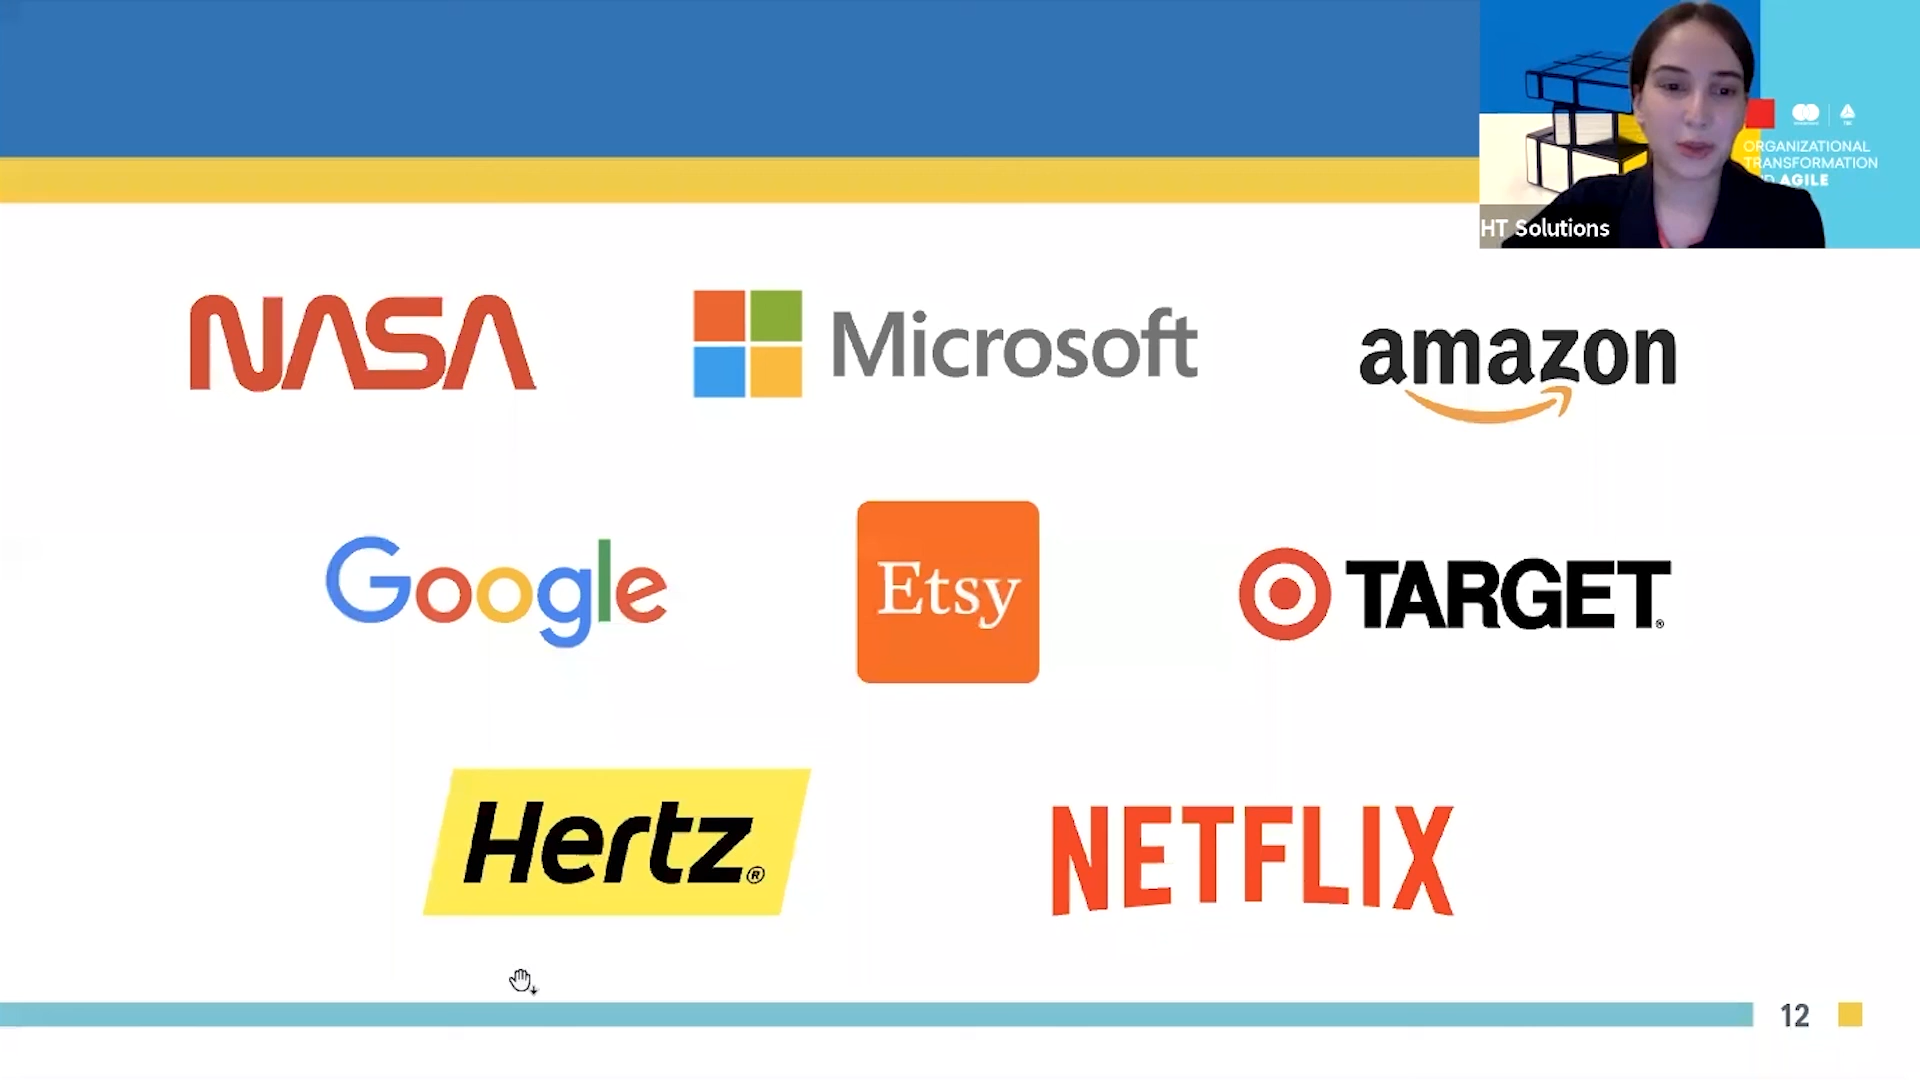 ORGANIZATIONAL
TRANSFORMATION
AGILE
HT Solutions
NASA
Microsoft
amazon
Google
Etsy
TARGET®
Hertz®
NETFLIX
12